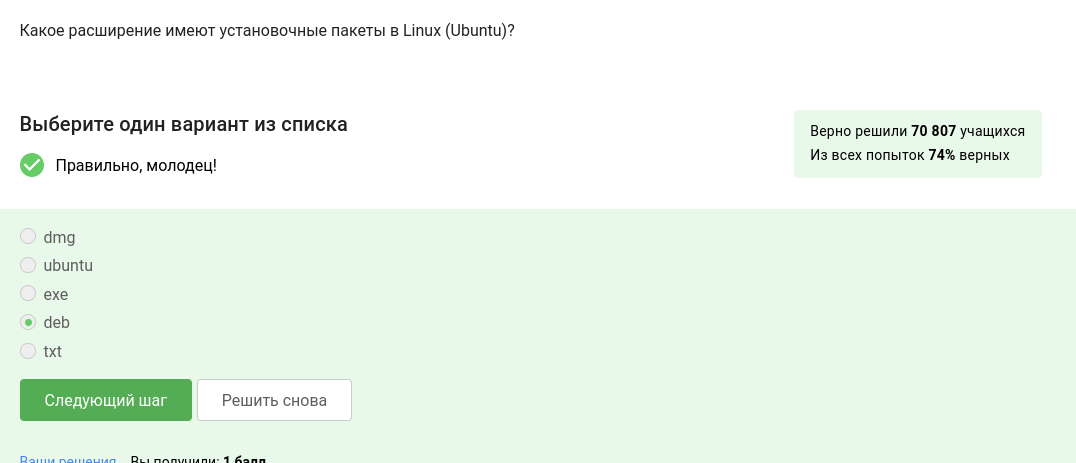 Какое расширение имеют установочные пакеты в Linux (Ubuntu)?
Выберите один вариант из списка
Верно решили 70 807 учащихся
Из всех попыток 74% верных
Правильно, молодец!
dmg
ubuntu
exe
deb
txt
Следующий шаг Решить снова
Ваши решения Вы получили: 1 балл